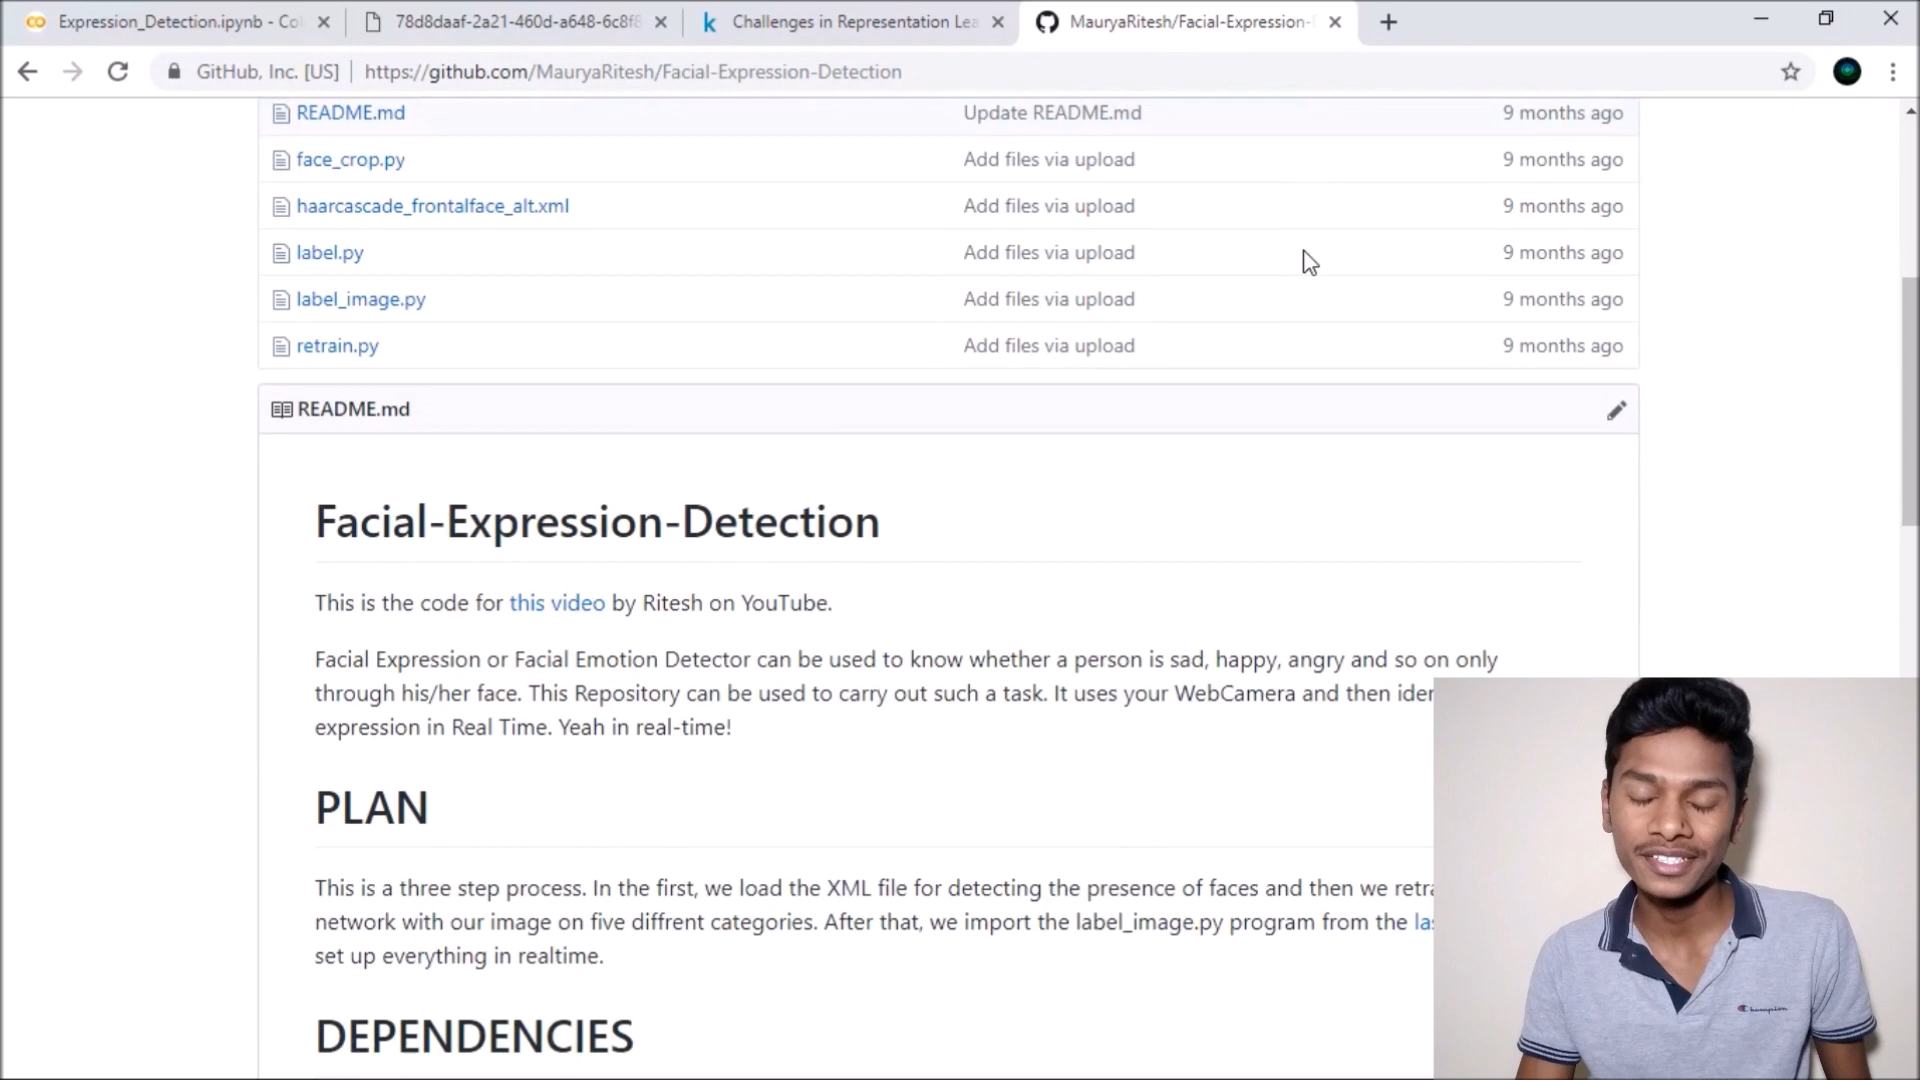 Expression_Detection.ipynb - Co
78d8daaf-2a21-460d-a648-6c8f8
Challenges in Representation Lea
MauryaRitesh/Facial-Expression-
GitHub, Inc. [US] | https://github.com/MauryaRitesh/Facial-Expression-Detection
README.md Update README.md 9 months ago
face_crop.py Add files via upload 9 months ago
haarcascade_frontalface_alt.xml Add files via upload 9 months ago
label.py Add files via upload 9 months ago
label_image.py Add files via upload 9 months ago
retrain.py Add files via upload 9 months ago
README.md
Facial-Expression-Detection
This is the code for this video by Ritesh on YouTube.
Facial Expression or Facial Emotion Detector can be used to know whether a person is sad, happy, angry and so on only
through his/her face. This Repository can be used to carry out such a task. It uses your WebCamera and then iden
expression in Real Time. Yeah in real-time!
PLAN
This is a three step process. In the first, we load the XML file for detecting the presence of faces and then we retra
network with our image on five diffrent categories. After that, we import the label_image.py program from the las
set up everything in realtime.
DEPENDENCIES
Champion